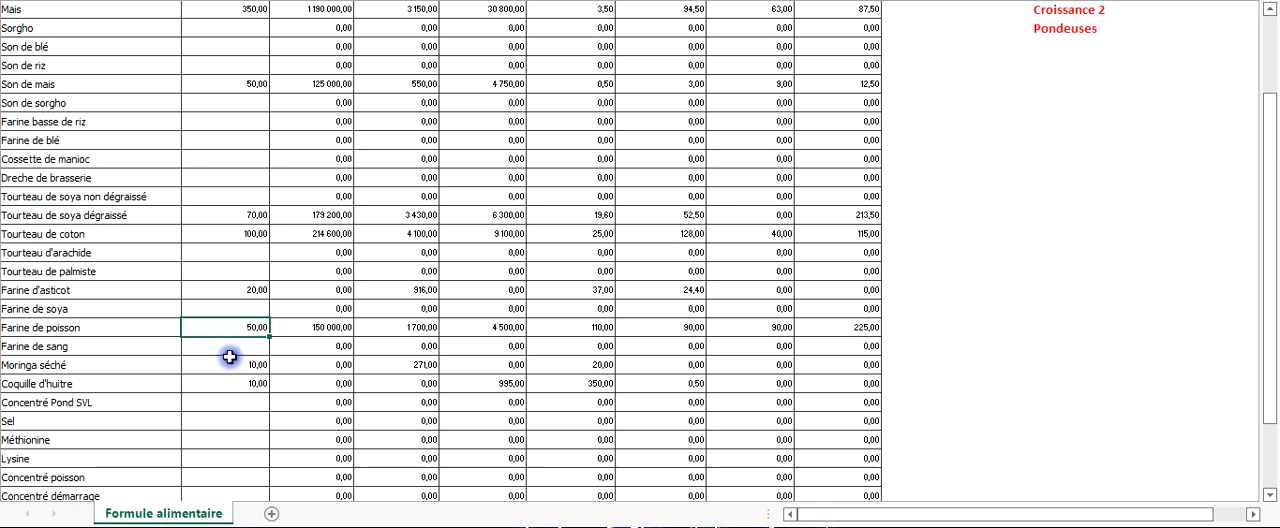 Mais 350,00 1 190 000,00 3 150,00 30 800,00 3,50 94,50 63,00 87,50 Croissance 2
Sorgho 0,00 0,00 0,00 0,00 0,00 0,00 0,00 Pondeuses
Son de blé 0,00 0,00 0,00 0,00 0,00 0,00 0,00
Son de riz 0,00 0,00 0,00 0,00 0,00 0,00 0,00
Son de mais 50,00 125 000,00 550,00 4 750,00 0,50 3,00 9,00 12,50
Son de sorgho 0,00 0,00 0,00 0,00 0,00 0,00 0,00
Farine basse de riz 0,00 0,00 0,00 0,00 0,00 0,00 0,00
Farine de blé 0,00 0,00 0,00 0,00 0,00 0,00 0,00
Cossette de manioc 0,00 0,00 0,00 0,00 0,00 0,00 0,00
Dreche de brasserie 0,00 0,00 0,00 0,00 0,00 0,00 0,00
Tourteau de soya non dégraissé 0,00 0,00 0,00 0,00 0,00 0,00 0,00
Tourteau de soya dégraissé 70,00 179 200,00 3 430,00 6 300,00 19,60 52,50 0,00 213,50
Tourteau de coton 100,00 214 600,00 4 100,00 9 100,00 25,00 128,00 40,00 115,00
Tourteau d'arachide 0,00 0,00 0,00 0,00 0,00 0,00 0,00
Tourteau de palmiste 0,00 0,00 0,00 0,00 0,00 0,00 0,00
Farine d'asticot 20,00 0,00 916,00 0,00 37,00 24,40 0,00 0,00
Farine de soya 0,00 0,00 0,00 0,00 0,00 0,00 0,00
Farine de poisson 50,00 150 000,00 1 700,00 4 500,00 110,00 90,00 90,00 225,00
Farine de sang 0,00 0,00 0,00 0,00 0,00 0,00 0,00
Moringa séché 10,00 0,00 271,00 0,00 20,00 0,00 0,00 0,00
Coquille d'huitre 10,00 0,00 0,00 995,00 350,00 0,50 0,00 0,00
Concentré Pond SVL 0,00 0,00 0,00 0,00 0,00 0,00 0,00
Sel 0,00 0,00 0,00 0,00 0,00 0,00 0,00
Méthionine 0,00 0,00 0,00 0,00 0,00 0,00 0,00
Lysine 0,00 0,00 0,00 0,00 0,00 0,00 0,00
Concentré poisson 0,00 0,00 0,00 0,00 0,00 0,00 0,00
Concentré démarrage 0,00 0,00 0,00 0,00 0,00 0,00 0,00
Formule alimentaire